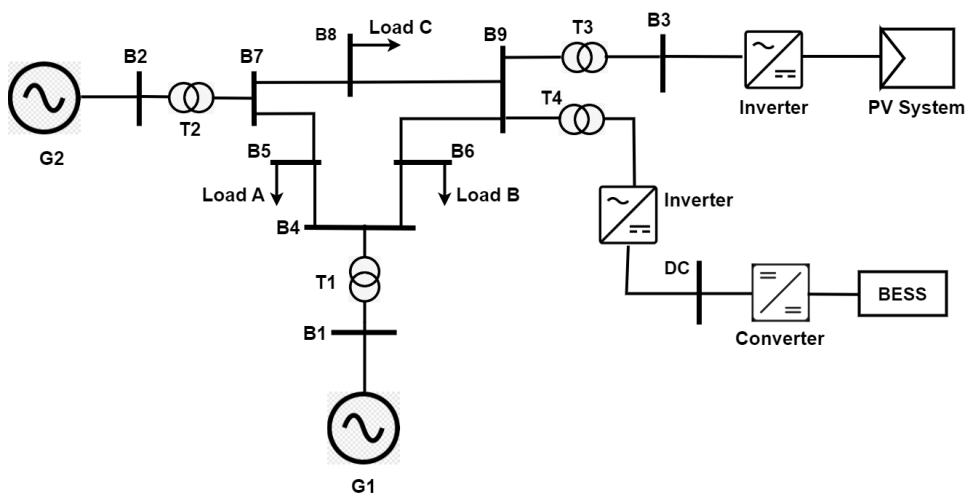 Load C
B8
B9
T3
B3
B2
B7
T2
T4
Inverter
PV System
G2
B5
B6
Load A
Load B
Inverter
B4
T1
DC
BESS
B1
Converter
G1